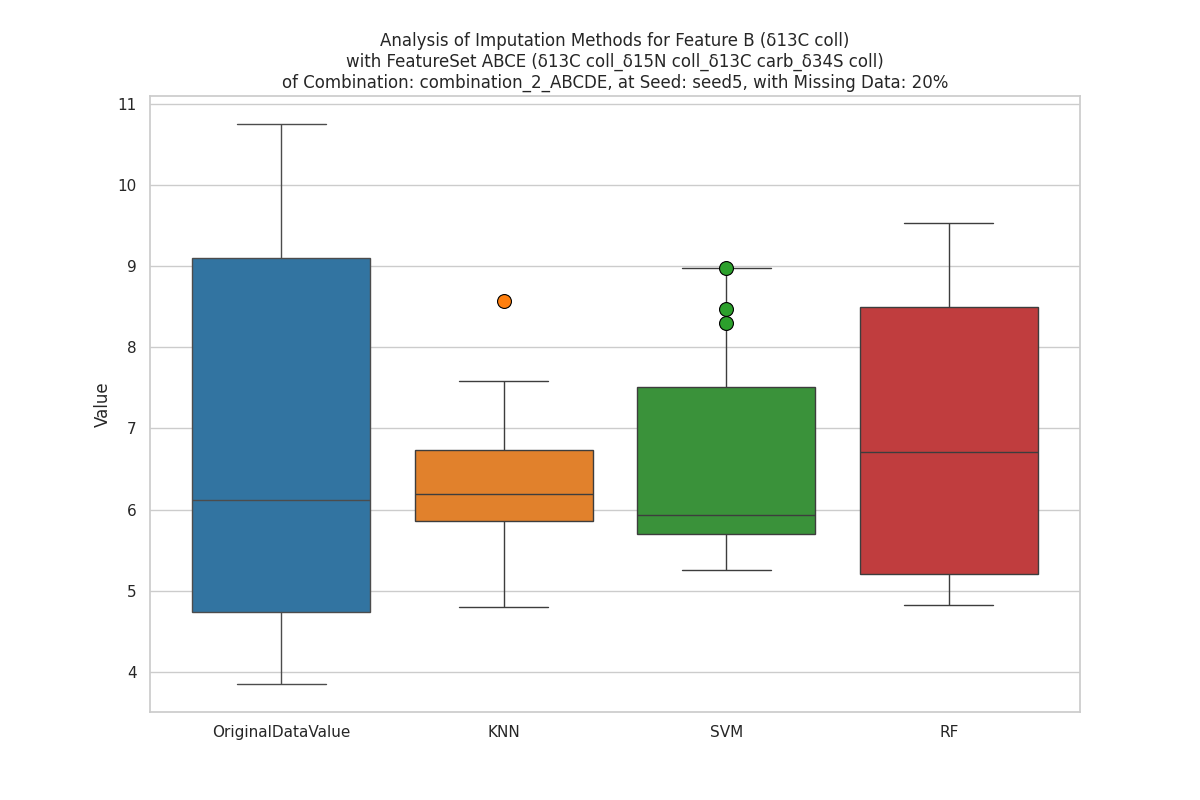 Analysis of Imputation Methods for Feature B (δ13C coll)
with FeatureSet ABCE (δ13C coll_δ15N coll_δ13C carb_δ34S coll)
of Combination: combination_2_ABCDE, at Seed: seed5, with Missing Data: 20%
11
10
9
8
7
6
5
4
Value
OriginalDataValue KNN SVM RF